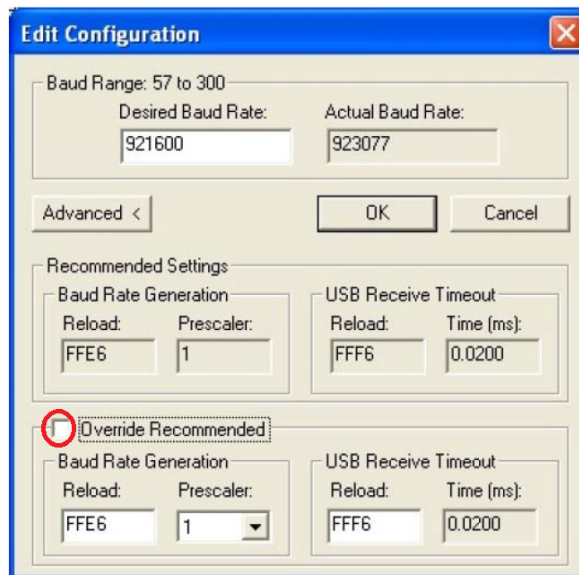 Edit Configuration
Baud Range: 57 to 300
Desired Baud Rate: Actual Baud Rate:
921600 923077
Advanced < OK Cancel
Recommended Settings
Baud Rate Generation USB Receive Timeout
Reload: Prescaler: Reload: Time (ms):
FFE6 1 FFF6 0.0200
Override Recommended
Baud Rate Generation USB Receive Timeout
Reload: Prescaler: Reload: Time (ms):
FFE6 1 FFF6 0.0200